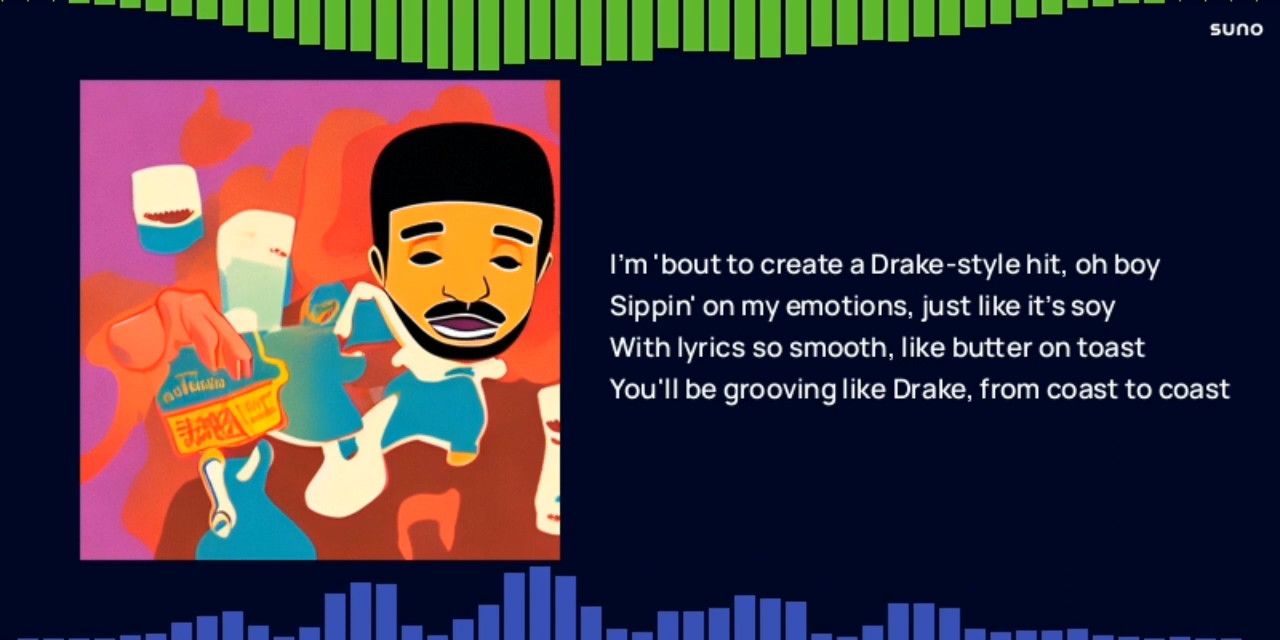 suno
I'm 'bout to create a Drake-style hit, oh boy
Sippin' on my emotions, just like it's soy
With lyrics so smooth, like butter on toast
You'll be grooving like Drake, from coast to coast